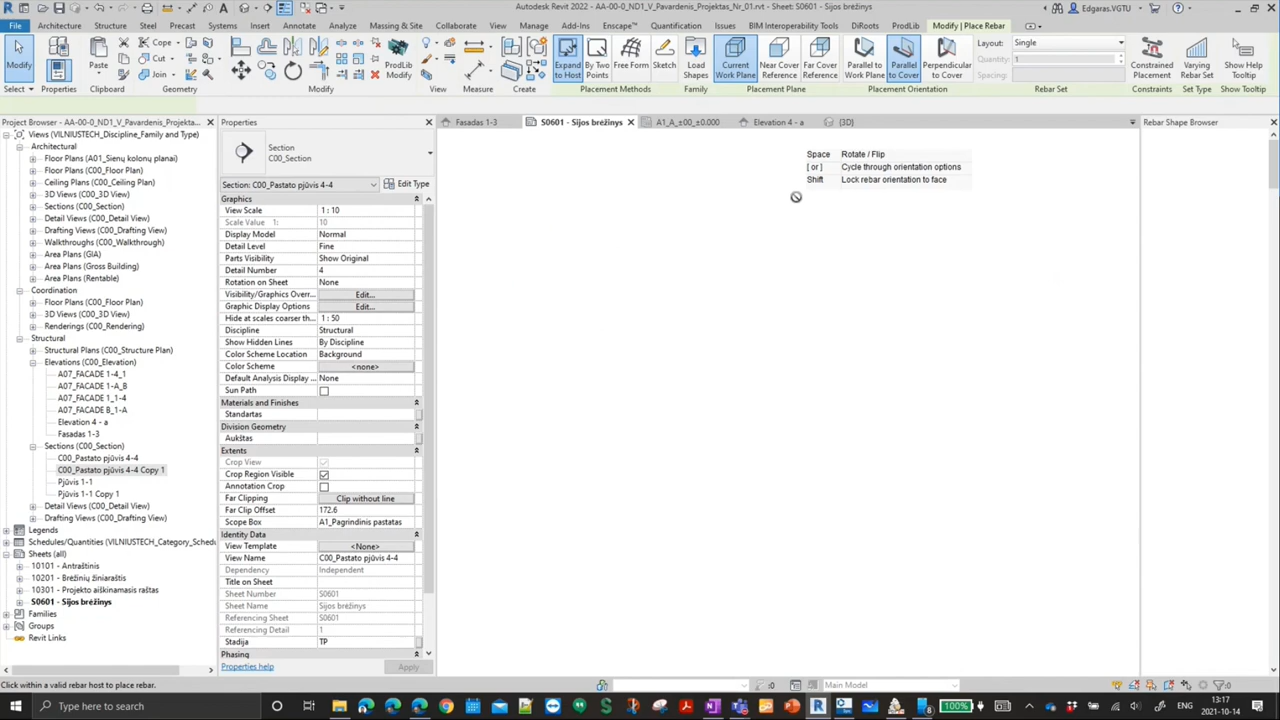 Autodesk Revit 2022 - AA-00-0_ND1_V_Pavardenis_Projektas_Nr_01.rvt - Sheet: S0601 - Sijos brėžinys
Edgaras.VGTU
File Architecture Structure Steel Precast Systems Insert Annotate Analyze Massing & Site Collaborate View Manage Add-Ins Enscape™ Quantification Issues BIM Interoperability Tools DiRoots ProdLib Modify | Place Rebar
Cope
Cut
Join
Layout: Single
Quantity: 1
Spacing:
Modify Properties Paste ProdLib Modify Expand to Host By Two Points Free Form Sketch Load Shapes Current Work Plane Near Cover Reference Far Cover Reference Parallel to Work Plane Parallel to Cover Perpendicular to Cover Constrained Placement Varying Rebar Set Show Help Tooltip
Select Properties Clipboard Geometry Modify View Measure Create Placement Methods Family Placement Plane Placement Orientation Rebar Set Constraints Set Type Show Tooltip
Project Browser - AA-00-0_ND1_V_Pavardenis_Projekta...
Views (VILNIUSTECH_Discipline_Family and Type)
Architectural
Floor Plans (A01_Sienų kolonų planai)
Floor Plans (C00_Floor Plan)
Ceiling Plans (C00_Ceiling Plan)
3D Views (C00_3D View)
Sections (C00_Section)
Detail Views (C00_Detail View)
Drafting Views (C00_Drafting View)
Walkthroughs (C00_Walkthrough)
Area Plans (GIA)
Area Plans (Gross Building)
Area Plans (Rentable)
Coordination
Floor Plans (C00_Floor Plan)
3D Views (C00_3D View)
Renderings (C00_Rendering)
Structural
Structural Plans (C00_Structure Plan)
Elevations (C00_Elevation)
A07_FACADE 1-4_1
A07_FACADE 1-A_B
A07_FACADE 1_1-4
A07_FACADE B_1-A
Elevation 4 - a
Fasadas 1-3
Sections (C00_Section)
C00_Pastato pjūvis 4-4
C00_Pastato pjūvis 4-4 Copy 1
Pjūvis 1-1
Pjūvis 1-1 Copy 1
Detail Views (C00_Detail View)
Drafting Views (C00_Drafting View)
Legends
Schedules/Quantities (VILNIUSTECH_Category_Schedu
Sheets (all)
10101 - Antraštinis
10201 - Brėžinių žiniaraštis
10301 - Projekto aiškinamasis raštas
S0601 - Sijos brėžinys
Families
Groups
Revit Links
Properties
Section
C00_Section
Section: C00_Pastato pjūvis 4-4 Edit Type
Graphics
View Scale 1 : 10
Scale Value 1: 10
Display Model Normal
Detail Level Fine
Parts Visibility Show Original
Detail Number 4
Rotation on Sheet None
Visibility/Graphics Overr... Edit...
Graphic Display Options Edit...
Hide at scales coarser th... 1 : 50
Discipline Structural
Show Hidden Lines By Discipline
Color Scheme Location Background
Color Scheme <none>
Default Analysis Display ... None
Sun Path
Materials and Finishes
Standartas
Division Geometry
Aukštas
Extents
Crop View
Crop Region Visible
Annotation Crop
Far Clipping Clip without line
Far Clip Offset 172.6
Scope Box A1_Pagrindinis pastatas
Identity Data
View Template <None>
View Name C00_Pastato pjūvis 4-4
Dependency Independent
Title on Sheet
Sheet Number S0601
Sheet Name Sijos brėžinys
Referencing Sheet S0601
Referencing Detail 1
Stadija TP
Phasing
Properties help Apply
Fasadas 1-3 S0601 - Sijos brėžinys A1_A_±00_±0.000 Elevation 4 - a {3D}
Rebar Shape Browser
Space Rotate / Flip
[ or ] Cycle through orientation options
Shift Lock rebar orientation to face
Click within a valid rebar host to place rebar.
:0 Main Model :0
Type here to search
100% 13:17
2021-10-14